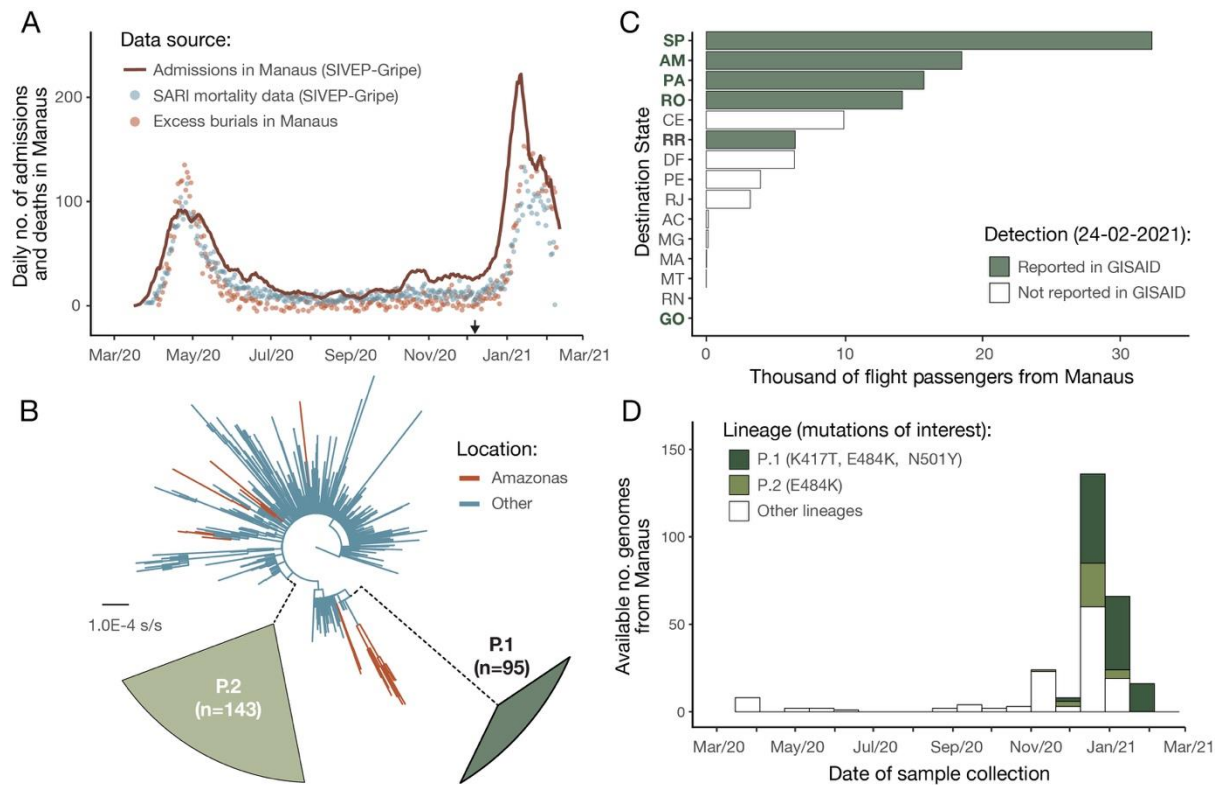 A
Data source:
Admissions in Manaus (SIVEP-Gripe)
SARI mortality data (SIVEP-Gripe)
Excess burials in Manaus
Daily no. of admissions
and deaths in Manaus
200
100
0
Mar/20 May/20 Jul/20 Sep/20 Nov/20 Jan/21 Mar/21
B
Location:
Amazonas
Other
1.0E-4 s/s
P.2
(n=143)
P.1
(n=95)
C
Destination State
SP
AM
PA
RO
CE
RR
DF
PE
RJ
AC
MG
MA
MT
RN
GO
Detection (24-02-2021):
Reported in GISAID
Not reported in GISAID
0 10 20 30
Thousand of flight passengers from Manaus
D
Lineage (mutations of interest):
P.1 (K417T, E484K, N501Y)
P.2 (E484K)
Other lineages
Available no. genomes
from Manaus
150
100
50
0
Mar/20 May/20 Jul/20 Sep/20 Nov/20 Jan/21 Mar/21
Date of sample collection